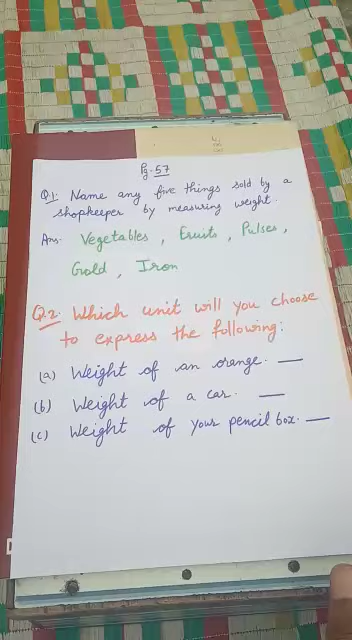 Pg. 57
Q1. Name any five things sold by a
shopkeeper by measuring weight.
Ans. Vegetables, Fruits, Pulses,
Gold, Iron
Q.2. Which unit will you choose
to express the following:
(a) Weight of an orange. —
(b) Weight of a car. —
(c) Weight of your pencil box. —